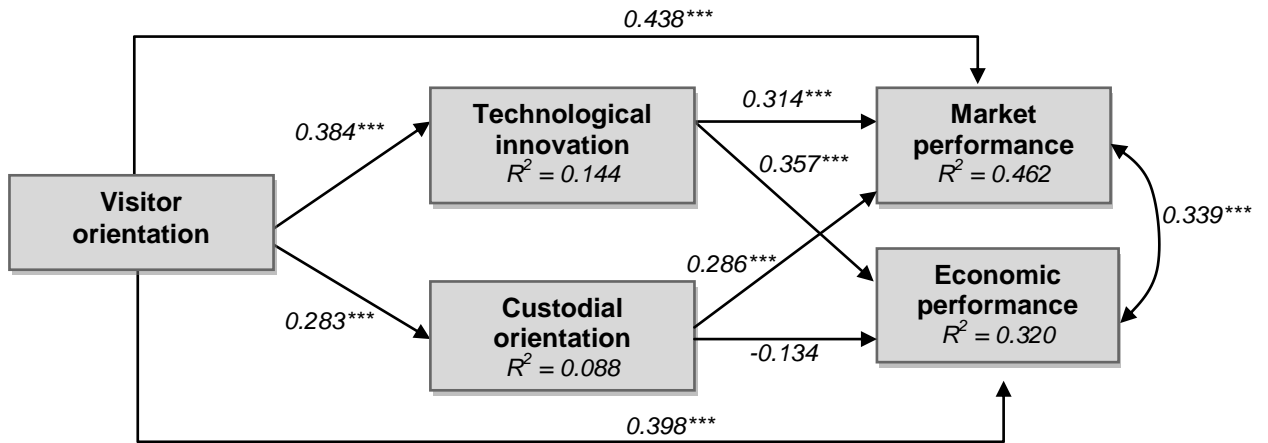 0.438***
Technological
innovation
R² = 0.144
0.314***
Market
performance
R² = 0.462
0.384***
0.357***
Visitor
orientation
0.339***
0.286***
Economic
performance
R² = 0.320
0.283***
Custodial
orientation
R² = 0.088
-0.134
0.398***